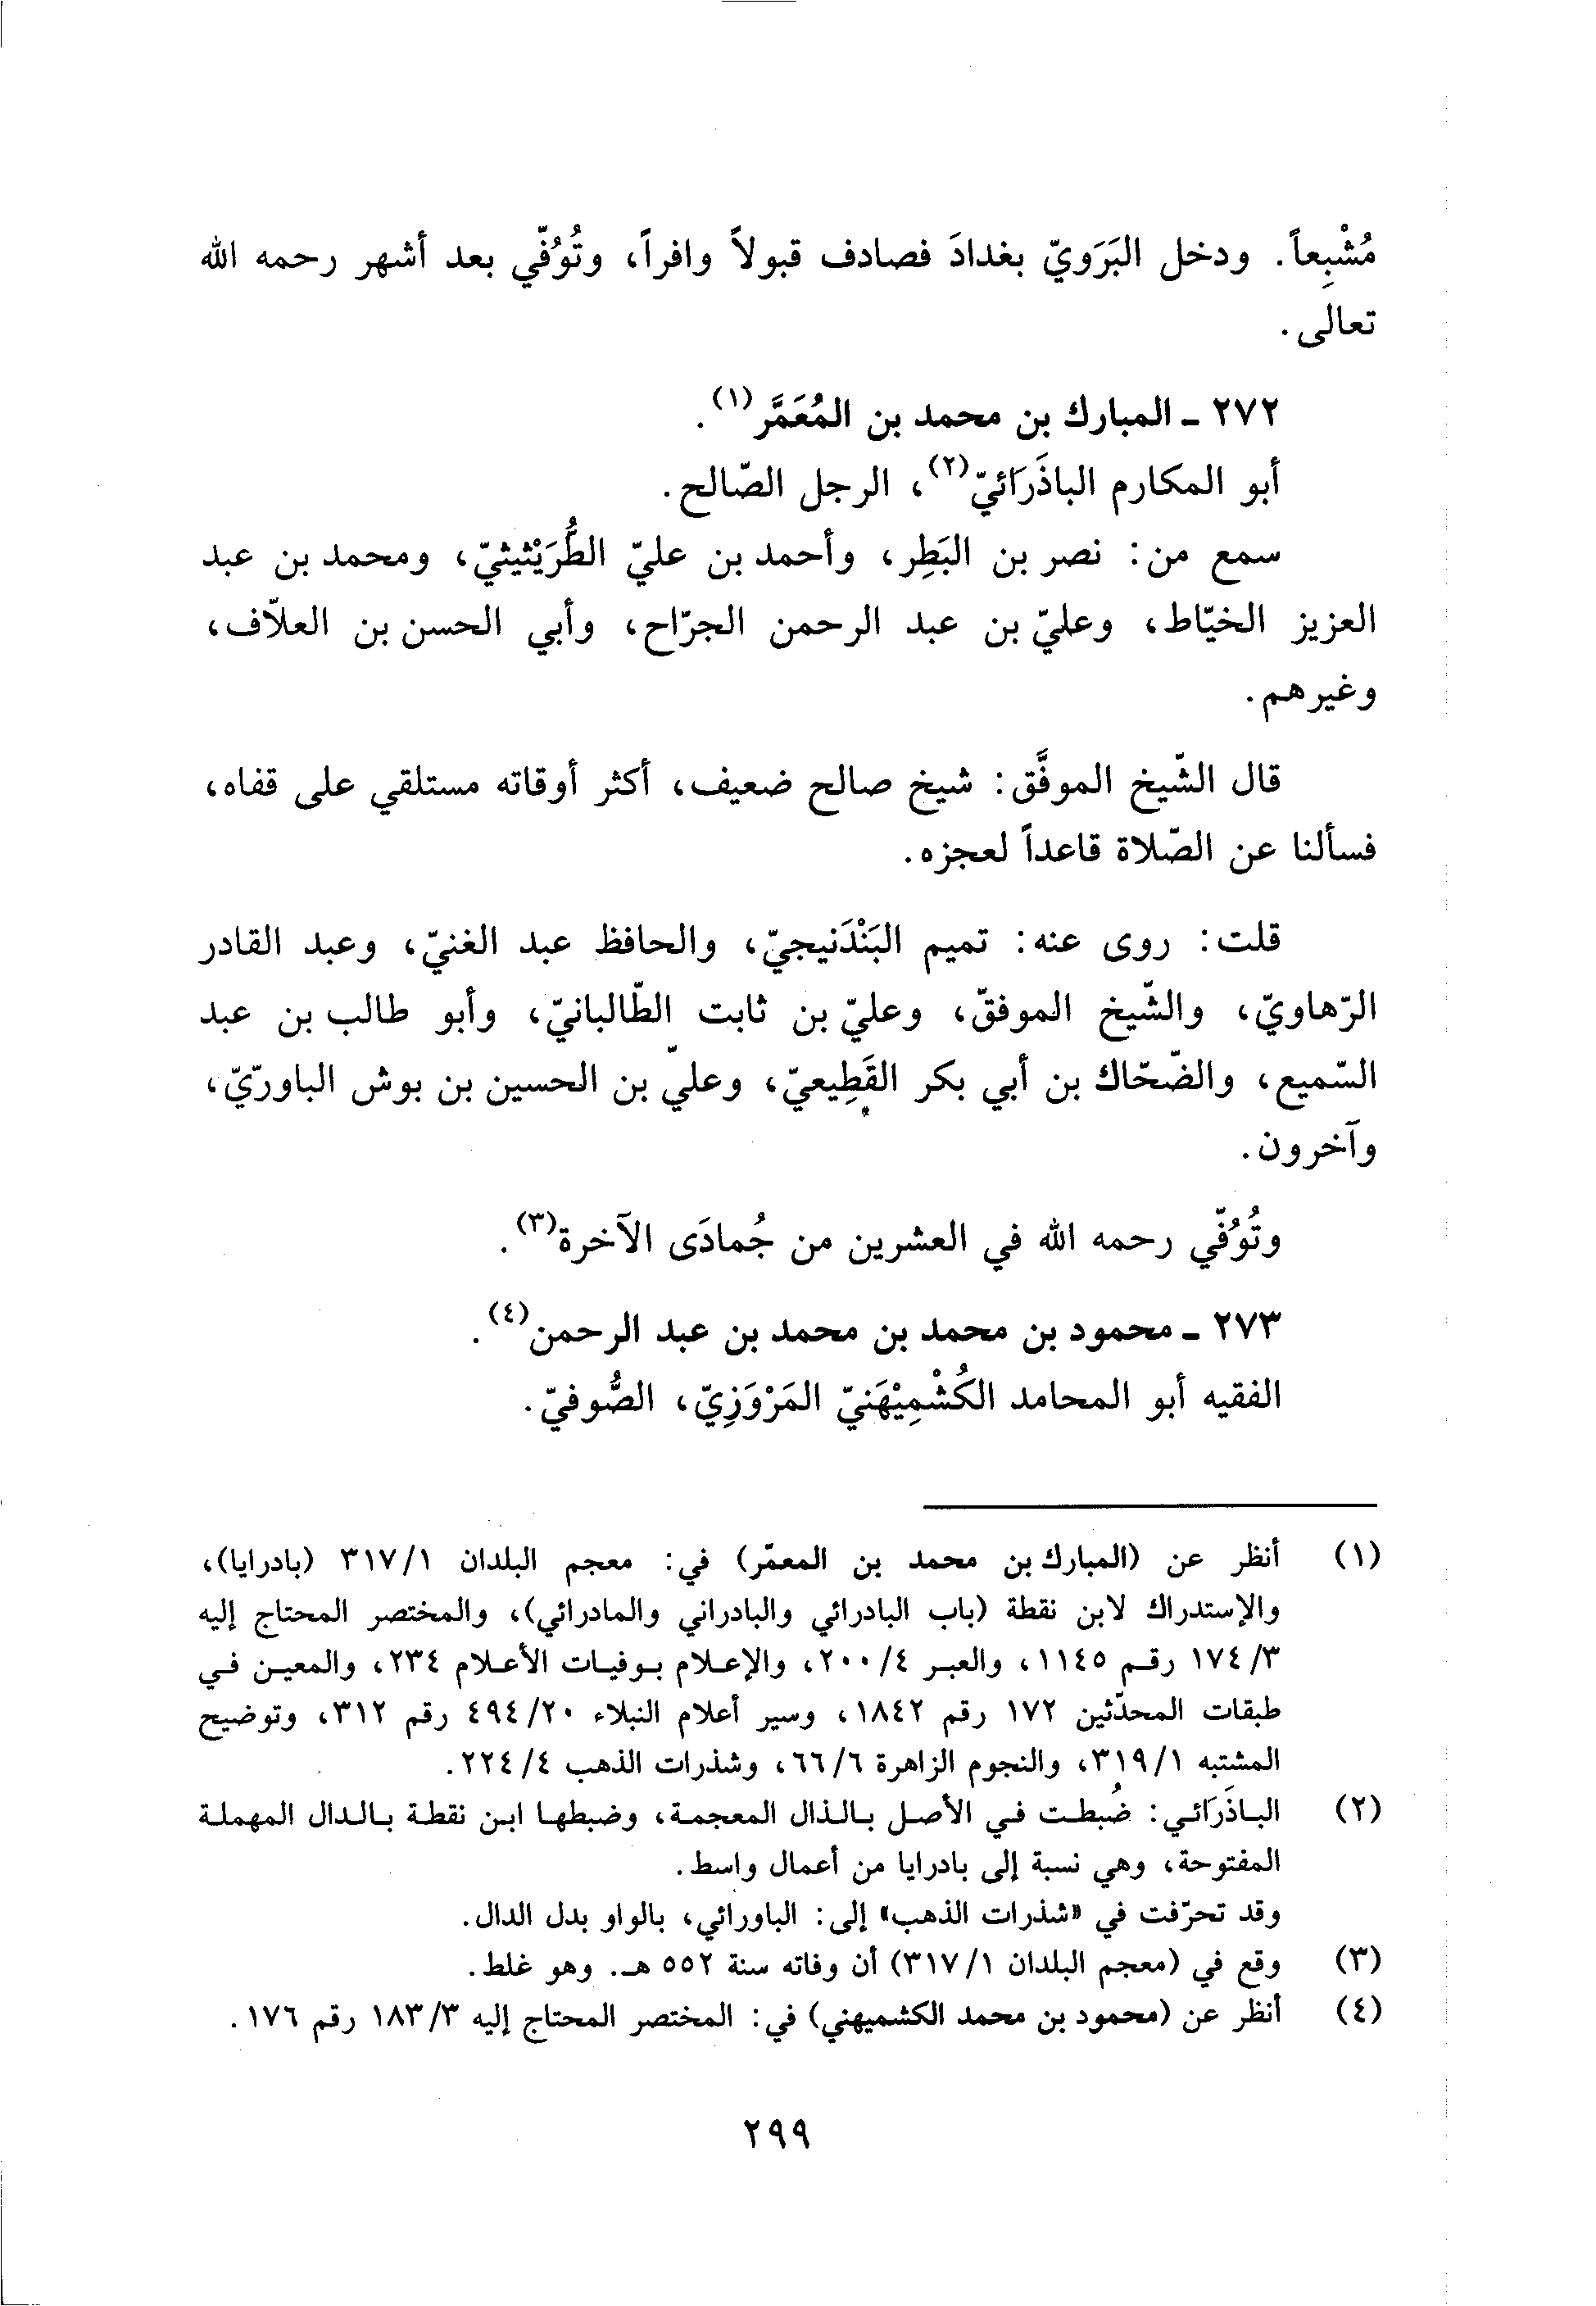 مُشْبِعاً. ودخل البَرَويّ بغدادَ فصادف قبولاً وافراً، وتُوُفّي بعد أشهر رحمه الله
تعالى.
٢٧٢ ـ المبارك بن محمد بن المُعَمَّر(١).
أبو المكارم الباذَرَائيّ(٢)، الرجل الصّالح.
سمع من: نصر بن البَطِر، وأحمد بن عليّ الطُّرَيْثيثيّ، ومحمد بن عبد
العزيز الخيّاط، وعليّ بن عبد الرحمن الجرّاح، وأبي الحسن بن العلاّف،
وغيرهم.
قال الشّيخ الموفَّق: شيخ صالح ضعيف، أكثر أوقاته مستلقي على قفاه،
فسألنا عن الصّلاة قاعداً لعجزه.
قلت: روى عنه: تميم البَنْدَنيجيّ، والحافظ عبد الغنيّ، وعبد القادر
الرّهاويّ، والشّيخ الموفقّ، وعليّ بن ثابت الطّالبانيّ، وأبو طالب بن عبد
السّميع، والضّحّاك بن أبي بكر القَطِيعيّ، وعليّ بن الحسين بن بوش الباورّيّ،
وآخرون.
وتُوُفّي رحمه الله في العشرين من جُمادَى الآخرة(٣).
٢٧٣ ـ محمود بن محمد بن محمد بن عبد الرحمن(٤).
الفقيه أبو المحامد الكُشْمِيْهَنيّ المَرْوَزِيّ، الصُّوفيّ.
(١) أنظر عن (المبارك بن محمد بن المعمّر) في: معجم البلدان ٣١٧/١ (بادرايا)،
والإستدراك لابن نقطة (باب البادرائي والبادراني والمادرائي)، والمختصر المحتاج إليه
١٧٤/٣ رقم ١١٤٥، والعبر ٢٠٠/٤، والإعلام بوفيات الأعلام ٢٣٤، والمعين في
طبقات المحدّثين ١٧٢ رقم ١٨٤٢، وسير أعلام النبلاء ٤٩٤/٢٠ رقم ٣١٢، وتوضيح
المشتبه ٣١٩/١، والنجوم الزاهرة ٦٦/٦، وشذرات الذهب ٢٢٤/٤.
(٢) الباذَرَائي: ضُبطت في الأصل بالذال المعجمة، وضبطها ابن نقطة بالدال المهملة
المفتوحة، وهي نسبة إلى بادرايا من أعمال واسط.
وقد تحرّفت في «شذرات الذهب» إلى: الباورائي، بالواو بدل الدال.
(٣) وقع في (معجم البلدان ٣١٧/١) أن وفاته سنة ٥٥٢ هـ. وهو غلط.
(٤) أنظر عن (محمود بن محمد الكشميهني) في: المختصر المحتاج إليه ١٨٣/٣ رقم ١٧٦.
٢٩٩